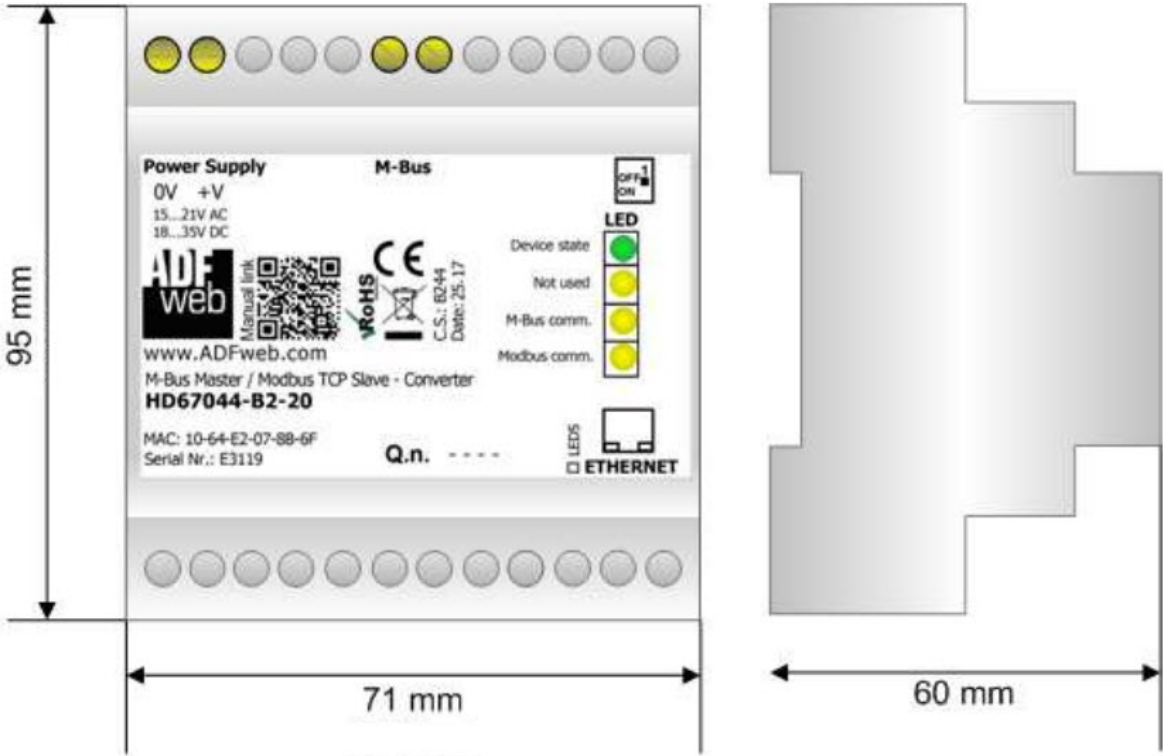 Power Supply
M-Bus
0V +V
15...21V AC
18...35V DC
OFF 1
ON
LED
Device state
Not used
M-Bus comm.
Modbus comm.
ADF
web
Manual link
RoHS
CE
C.S.: B244
Date: 25.17
www.ADFweb.com
M-Bus Master / Modbus TCP Slave - Converter
HD67044-B2-20
MAC: 10-64-E2-07-8B-6F
Serial Nr.: E3119
Q.n. - - - -
LEDS
ETHERNET
95 mm
71 mm
60 mm